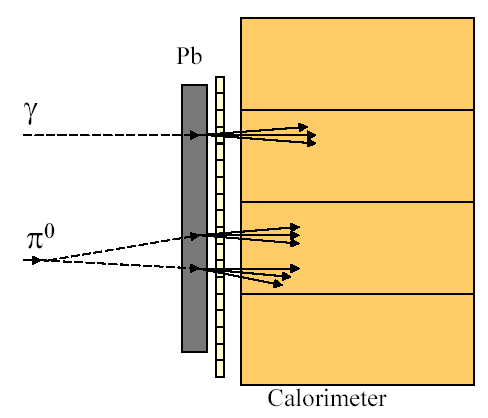 Pb
γ
π⁰
Calorimeter